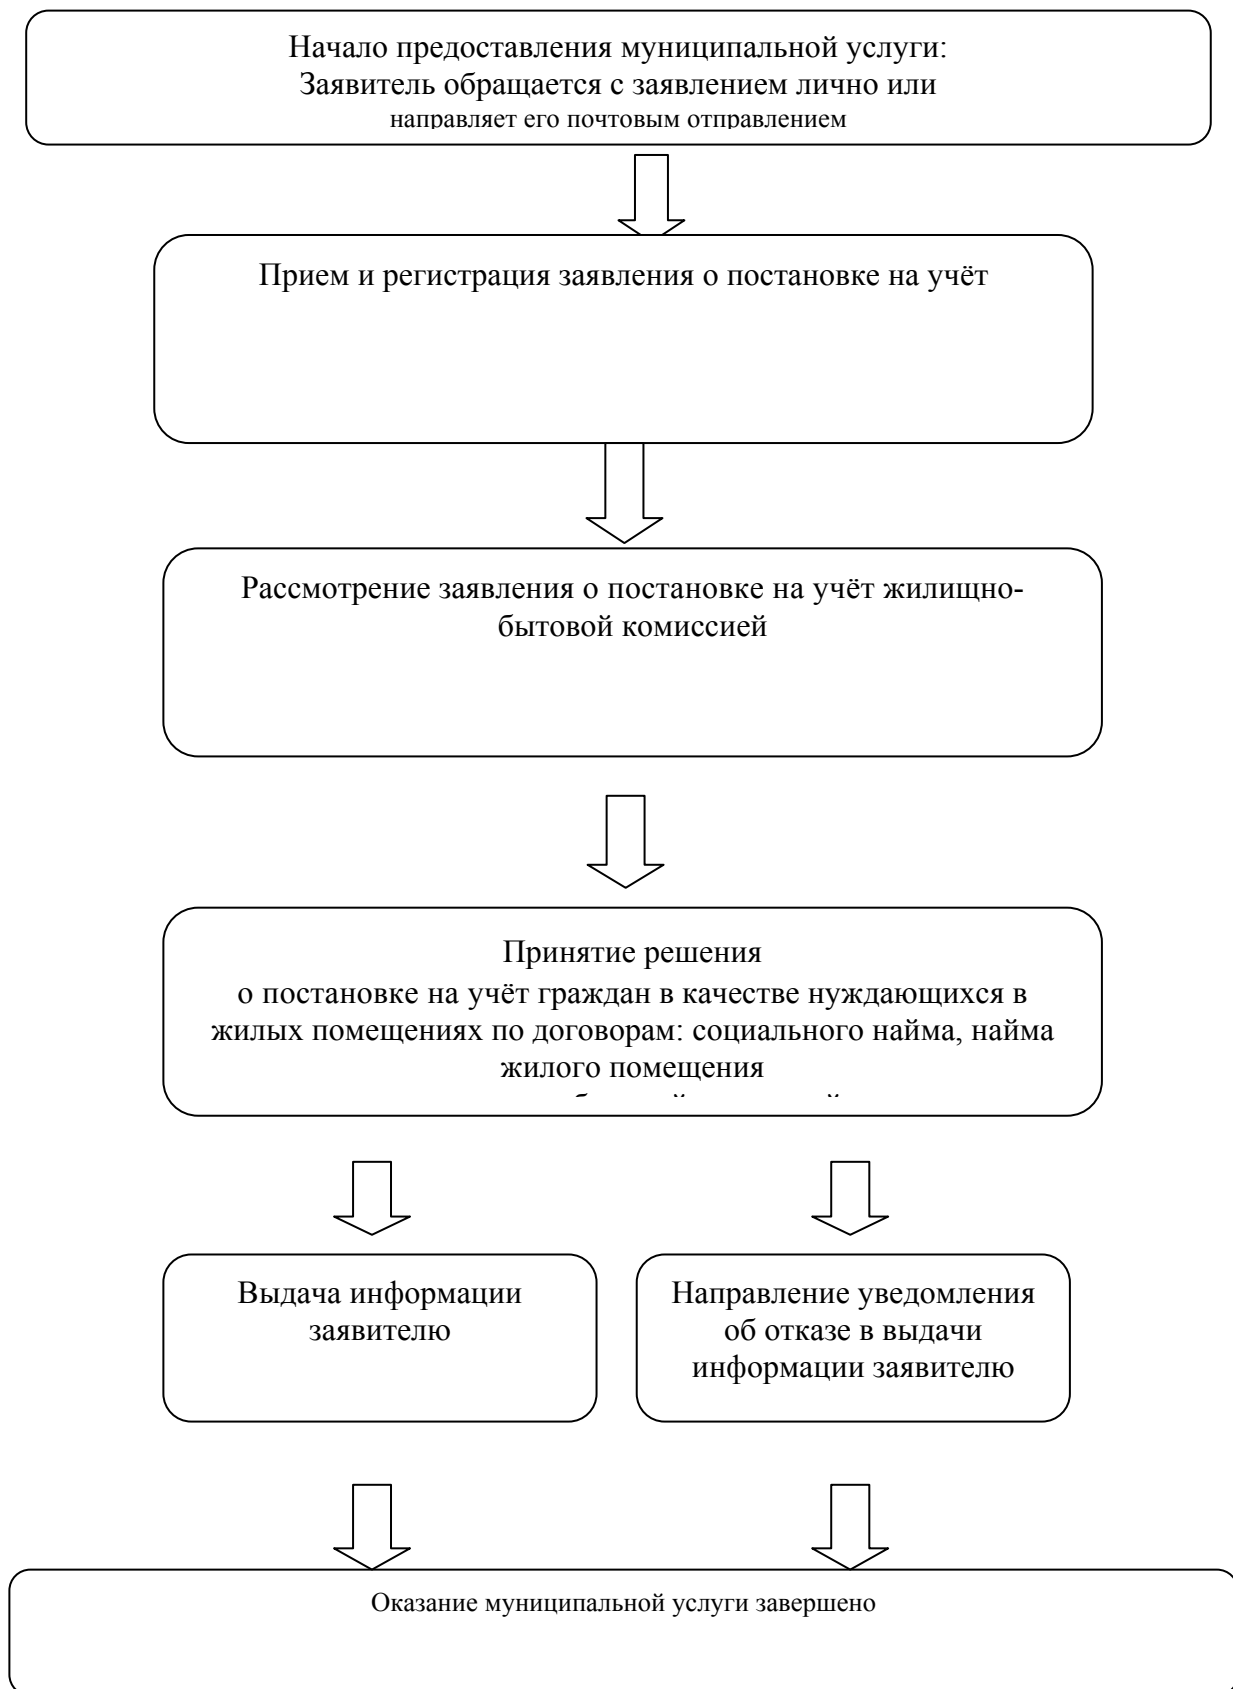 Начало предоставления муниципальной услуги:
Заявитель обращается с заявлением лично или
направляет его почтовым отправлением
Прием и регистрация заявления о постановке на учёт
Рассмотрение заявления о постановке на учёт жилищно-
бытовой комиссией
Принятие решения
о постановке на учёт граждан в качестве нуждающихся в
жилых помещениях по договорам: социального найма, найма
жилого помещения
Выдача информации
заявителю
Направление уведомления
об отказе в выдачи
информации заявителю
Оказание муниципальной услуги завершено